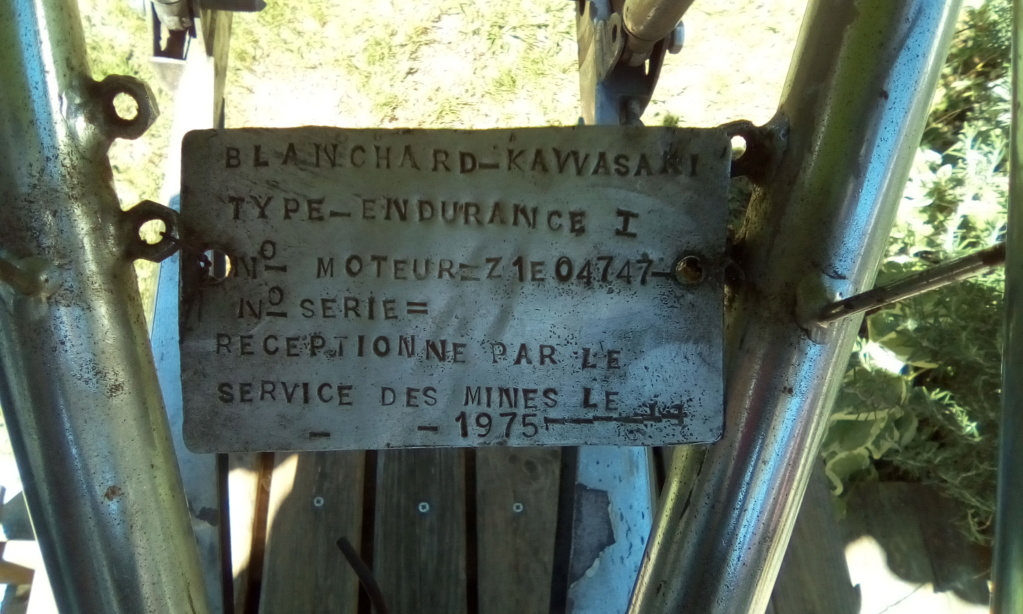 BLANCHARD-KAWASAKI
TYPE-ENDURANCE I
Nº- MOTEUR=Z1E04747-
Nº SERIE=
RECEPTIONNE PAR LE
SERVICE DES MINES LE
- - 1975